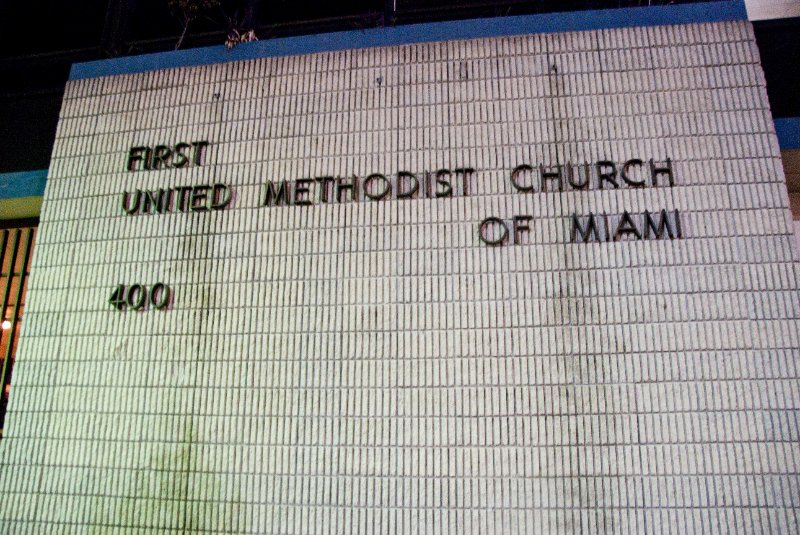 FIRST
UNITED METHODIST CHURCH
OF MIAMI
400